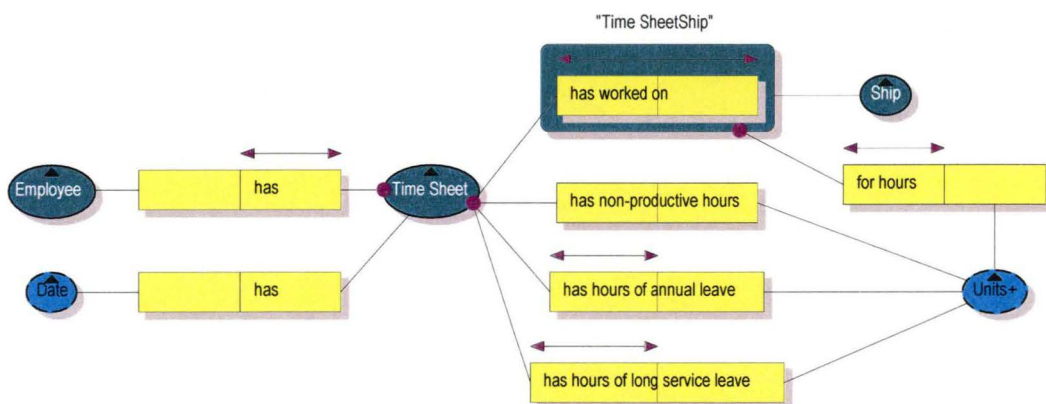 "Time SheetShip"
has worked on
Ship
Employee
has
Time Sheet
for hours
has non-productive hours
Date
has
has hours of annual leave
Units+
has hours of long service leave